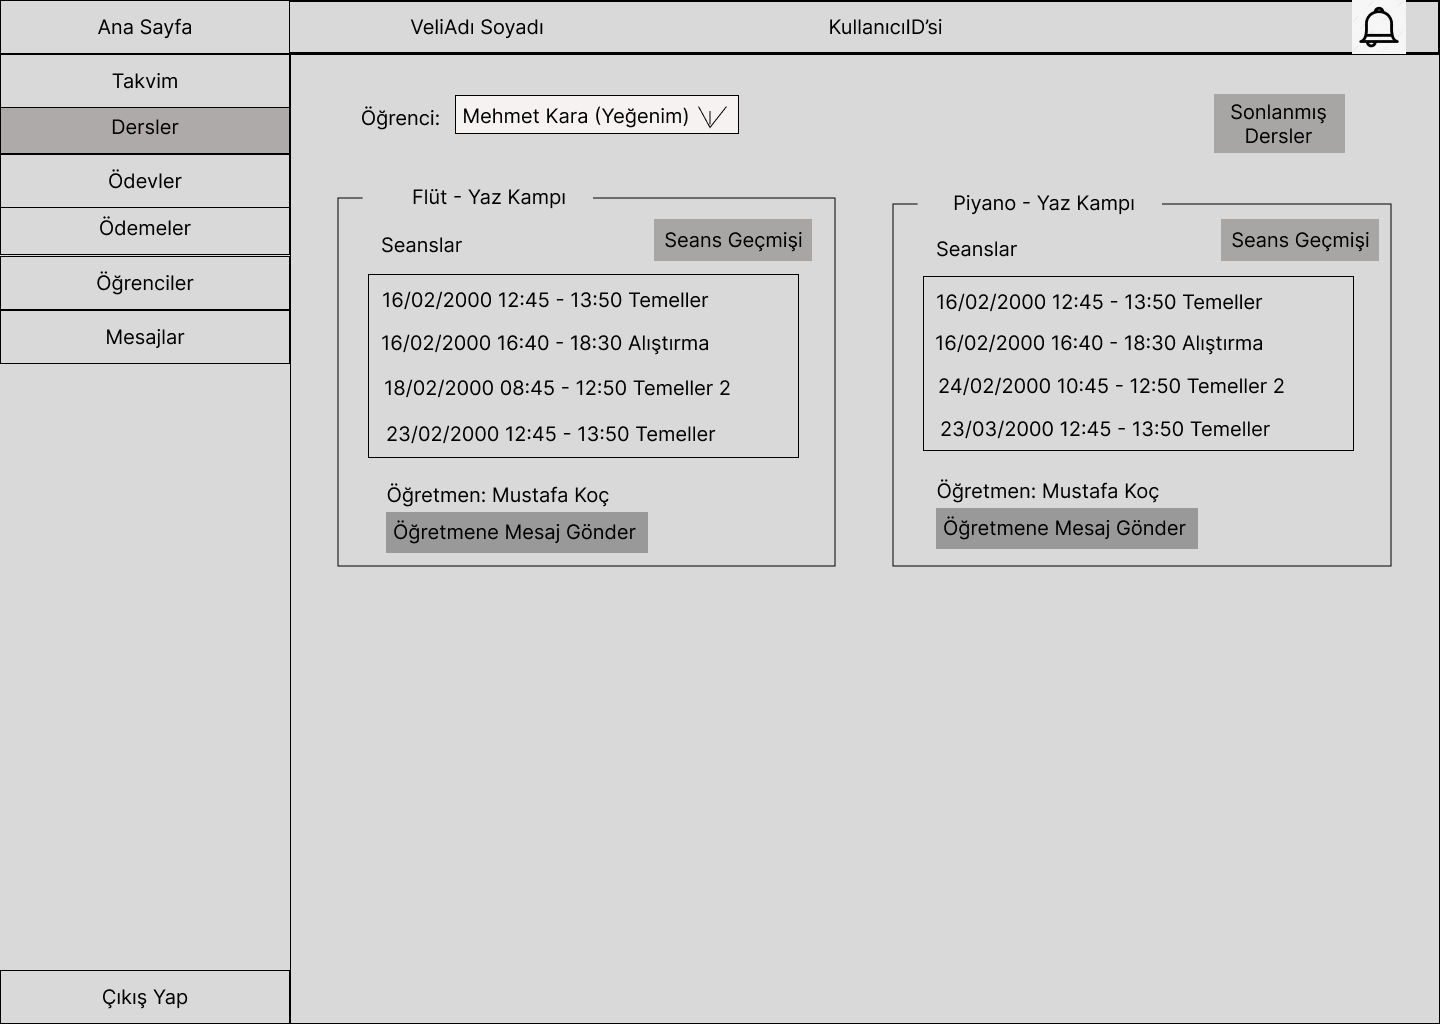 Ana Sayfa
VeliAdı Soyadı
KullanıcıID’si
Takvim
Dersler
Ödevler
Ödemeler
Öğrenciler
Mesajlar
Çıkış Yap
Öğrenci:
Mehmet Kara (Yeğenim)
Sonlanmış
Dersler
Flüt - Yaz Kampı
Seanslar
Seans Geçmişi
16/02/2000 12:45 - 13:50 Temeller
16/02/2000 16:40 - 18:30 Alıştırma
18/02/2000 08:45 - 12:50 Temeller 2
23/02/2000 12:45 - 13:50 Temeller
Öğretmen: Mustafa Koç
Öğretmene Mesaj Gönder
Piyano - Yaz Kampı
Seanslar
Seans Geçmişi
16/02/2000 12:45 - 13:50 Temeller
16/02/2000 16:40 - 18:30 Alıştırma
24/02/2000 10:45 - 12:50 Temeller 2
23/03/2000 12:45 - 13:50 Temeller
Öğretmen: Mustafa Koç
Öğretmene Mesaj Gönder